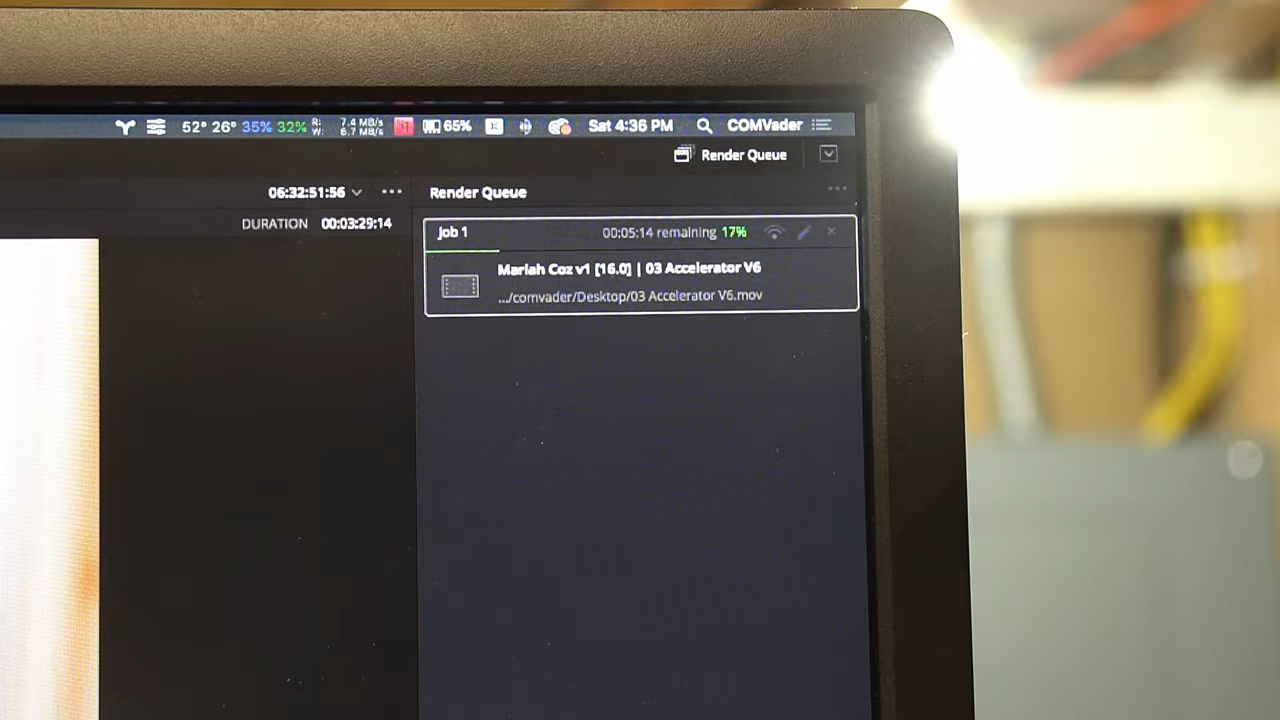 52° 26° 35% 32% R: 7.4 MB/s W: 6.7 MB/s 65% Sat 4:36 PM COMVader
Render Queue
06:32:51:56
Render Queue
DURATION 00:03:29:14
Job 1 00:05:14 remaining 17%
Mariah Coz v1 [16.0] | 03 Accelerator V6
.../comvader/Desktop/03 Accelerator V6.mov